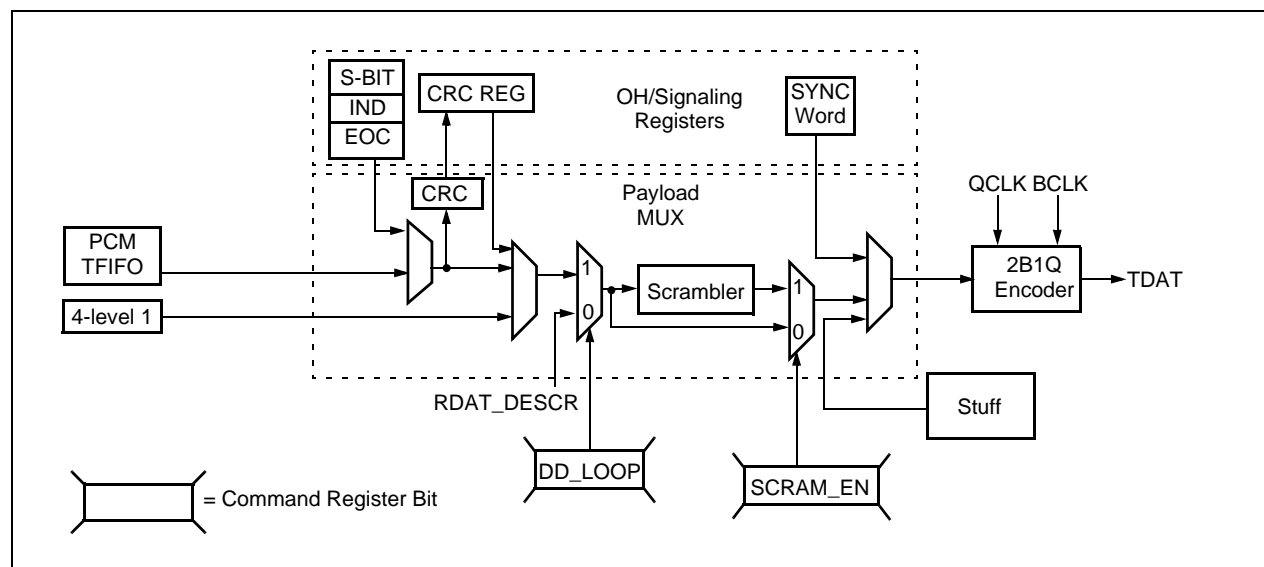 S-BIT
IND
EOC
CRC REG
OH/Signaling
Registers
SYNC
Word
CRC
Payload
MUX
QCLK BCLK
PCM
TFIFO
4-level 1
1
0
Scrambler
1
0
2B1Q
Encoder
TDAT
RDAT_DESCR
Stuff
DD_LOOP
SCRAM_EN
= Command Register Bit